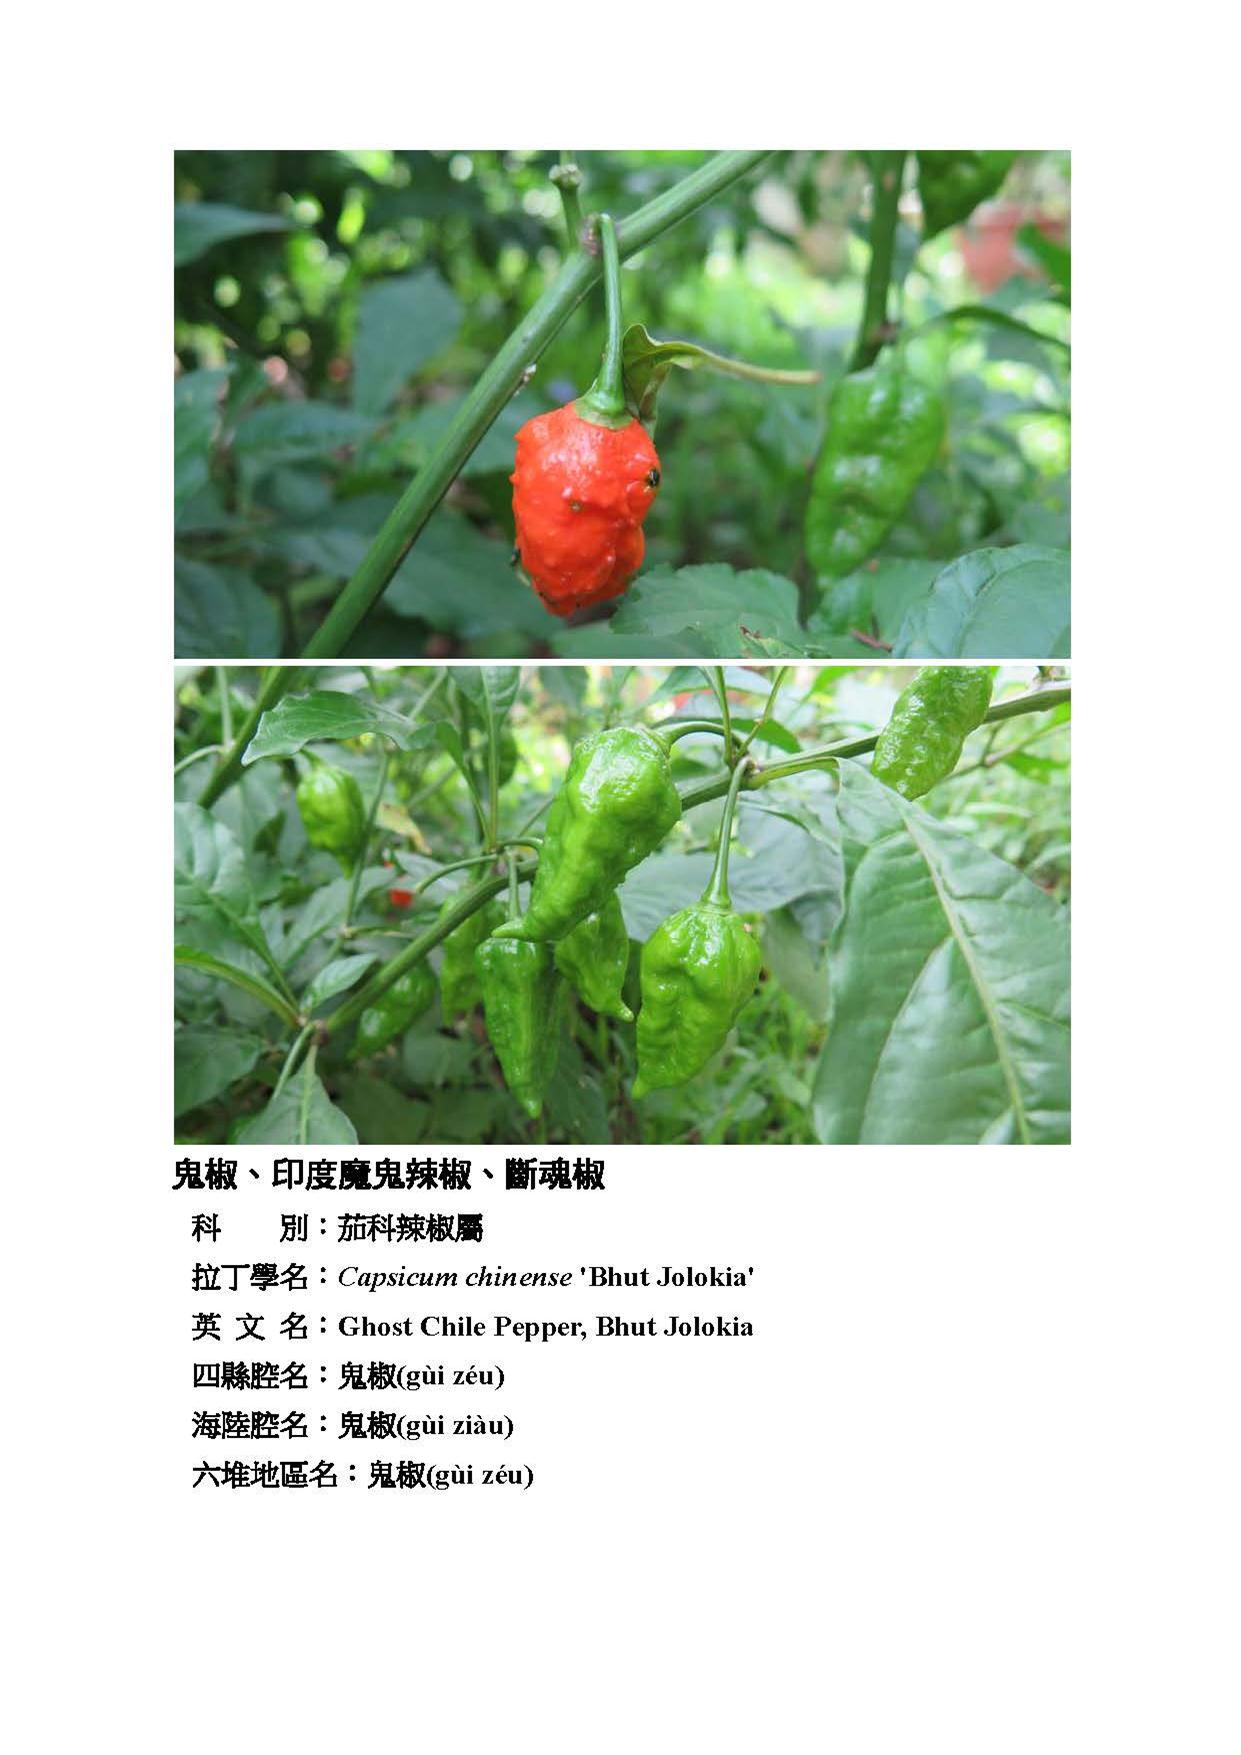 鬼椒、印度魔鬼辣椒、斷魂椒
科　　別：茄科辣椒屬
拉丁學名：Capsicum chinense 'Bhut Jolokia'
英 文 名：Ghost Chile Pepper, Bhut Jolokia
四縣腔名：鬼椒(gùi zéu)
海陸腔名：鬼椒(gùi ziàu)
六堆地區名：鬼椒(gùi zéu)